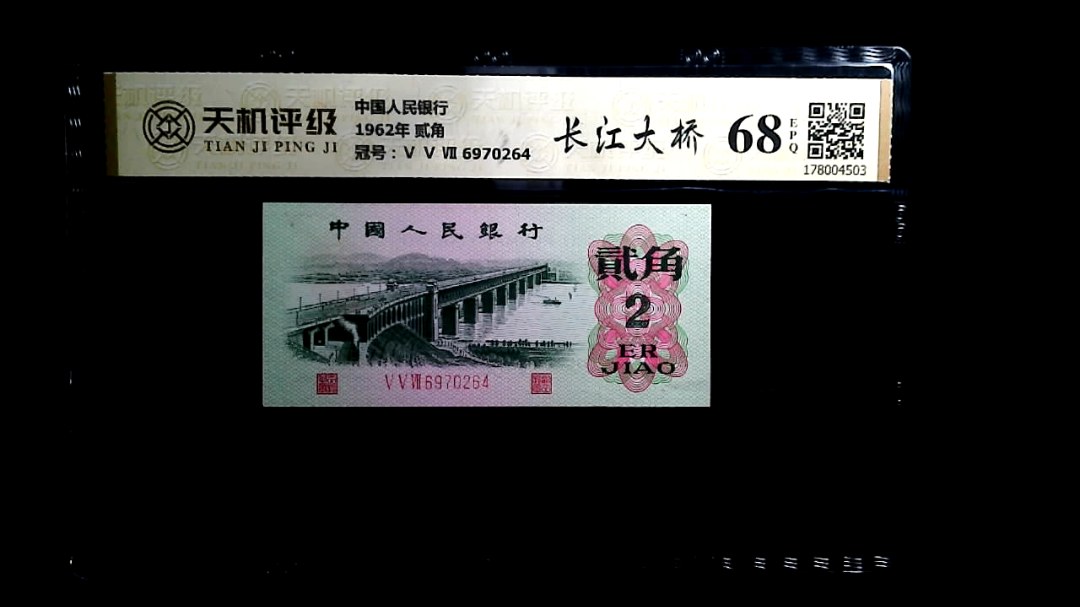 天机评级
TIAN JI PING JI
中国人民银行
1962年 贰角
冠号：Ⅴ Ⅴ Ⅶ 6970264
长江大桥
68
EPQ
178004503
中國人民銀行
貳角
2
ER
JIAO
ⅤⅤⅦ6970264